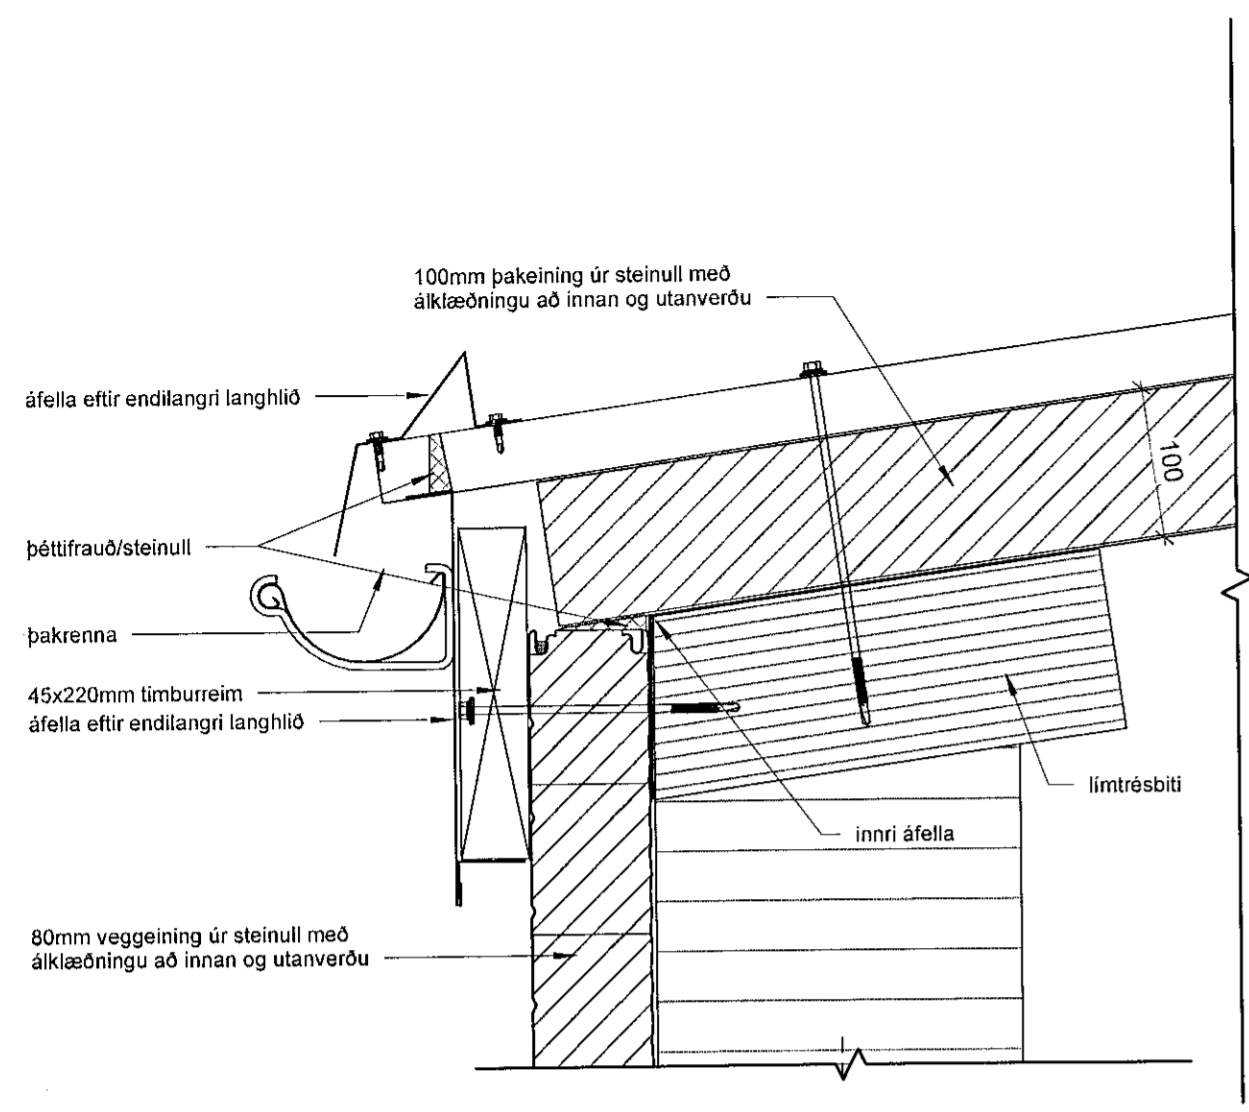 100mm þakeining úr steinull með
álklæðningu að innan og utanverðu
áfella eftir endilangri langhlið
100
þéttifrauð/steinull
þakrenna
45x220mm timburreim
áfella eftir endilangri langhlið
límtrésbiti
innri áfella
80mm veggeining úr steinull með
álklæðningu að innan og utanverðu